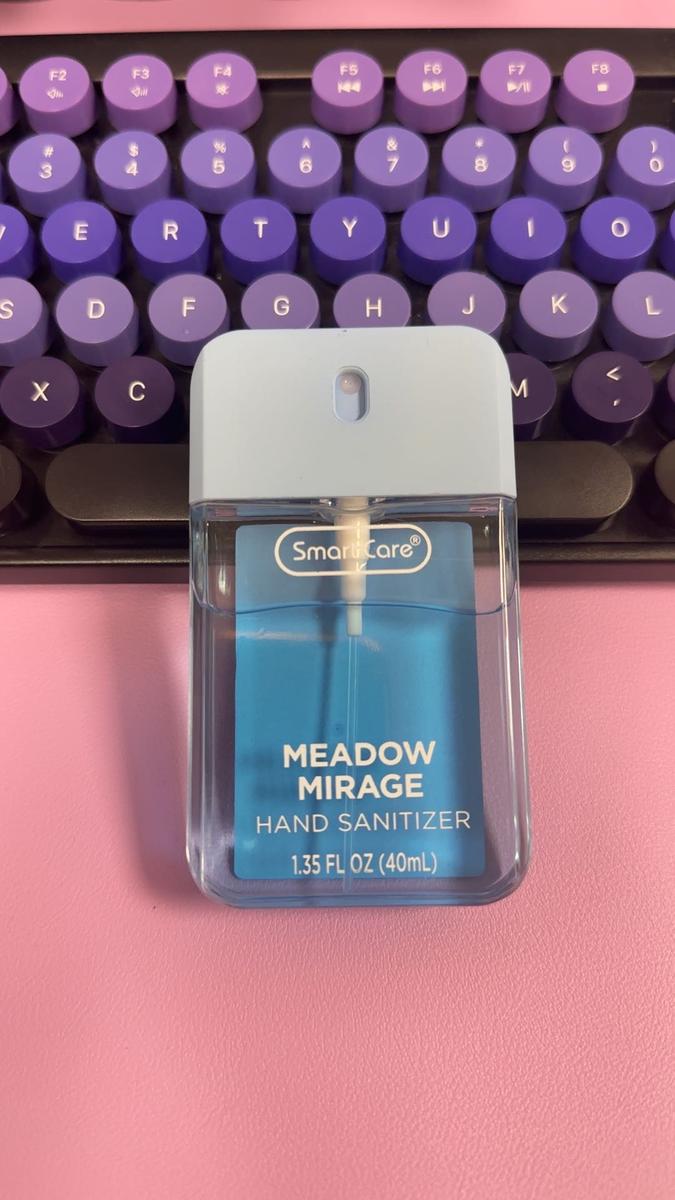 F2 F3 F4 F5 F6 F7 F8
# $ % ^ & * ( )
3 4 5 6 7 8 9 0
E R T Y U I O
S D F G H J K L
X C M <
,
SmartCare®
MEADOW
MIRAGE
HAND SANITIZER
1.35 FL OZ (40mL)